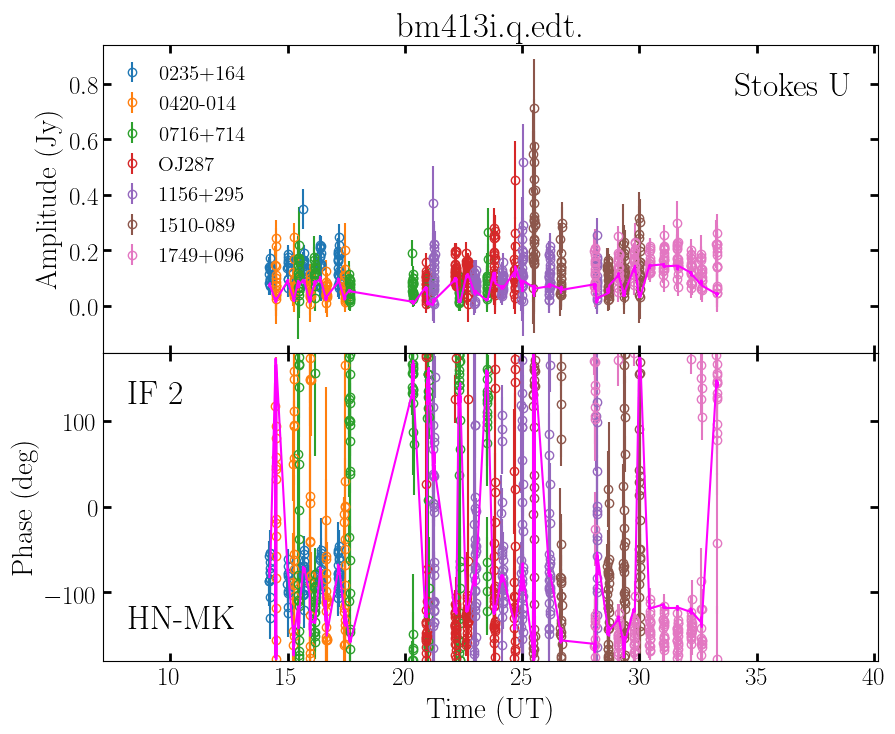 bm413i.q.edt.
Stokes U
0235+164
0420-014
0716+714
OJ287
1156+295
1510-089
1749+096
Amplitude (Jy)
0.8
0.6
0.4
0.2
0.0
IF 2
HN-MK
Phase (deg)
100
0
−100
10
15
20
25
30
35
40
Time (UT)